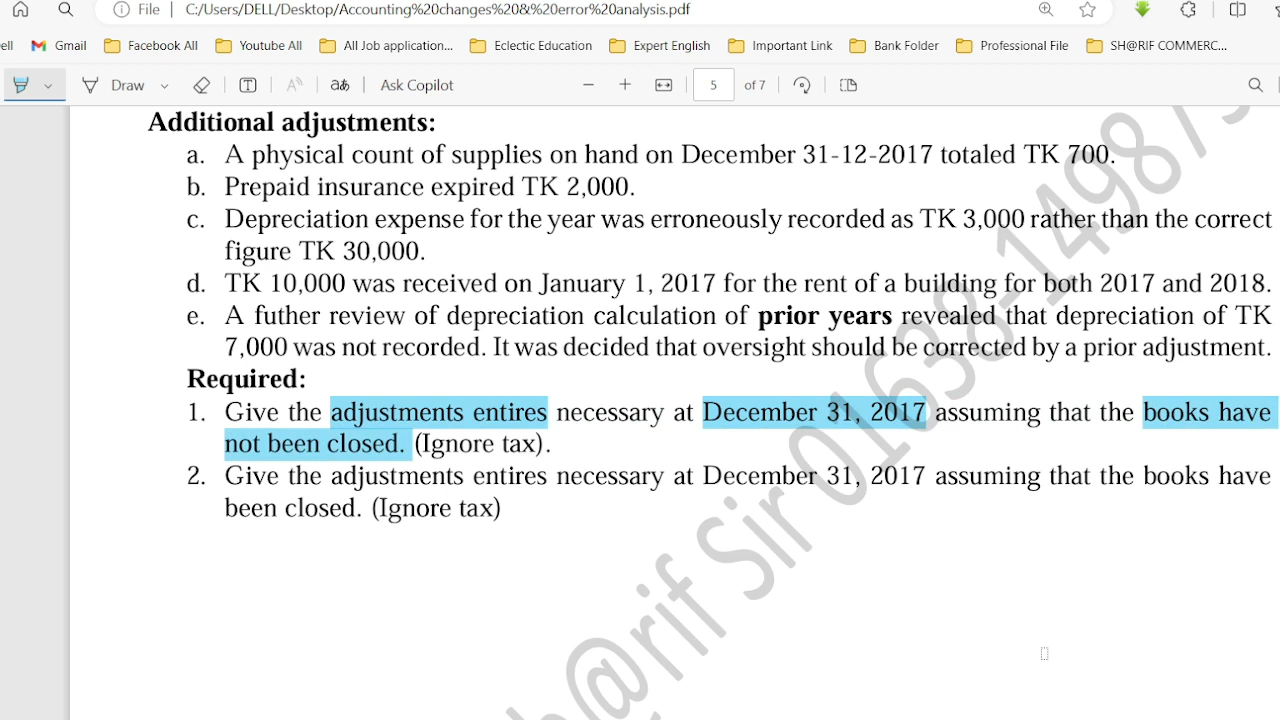 File C:/Users/DELL/Desktop/Accounting%20changes%20&%20error%20analysis.pdf
ell Gmail Facebook All Youtube All All Job application... Eclectic Education Expert English Important Link Bank Folder Professional File SH@RIF COMMERC...
Draw aあ Ask Copilot 5 of 7
Additional adjustments:
a. A physical count of supplies on hand on December 31-12-2017 totaled TK 700.
b. Prepaid insurance expired TK 2,000.
c. Depreciation expense for the year was erroneously recorded as TK 3,000 rather than the correct
figure TK 30,000.
d. TK 10,000 was received on January 1, 2017 for the rent of a building for both 2017 and 2018.
e. A futher review of depreciation calculation of prior years revealed that depreciation of TK
7,000 was not recorded. It was decided that oversight should be corrected by a prior adjustment.
Required:
1. Give the adjustments entires necessary at December 31, 2017 assuming that the books have
not been closed. (Ignore tax).
2. Give the adjustments entires necessary at December 31, 2017 assuming that the books have
been closed. (Ignore tax)
@rif Sir 01638-14987